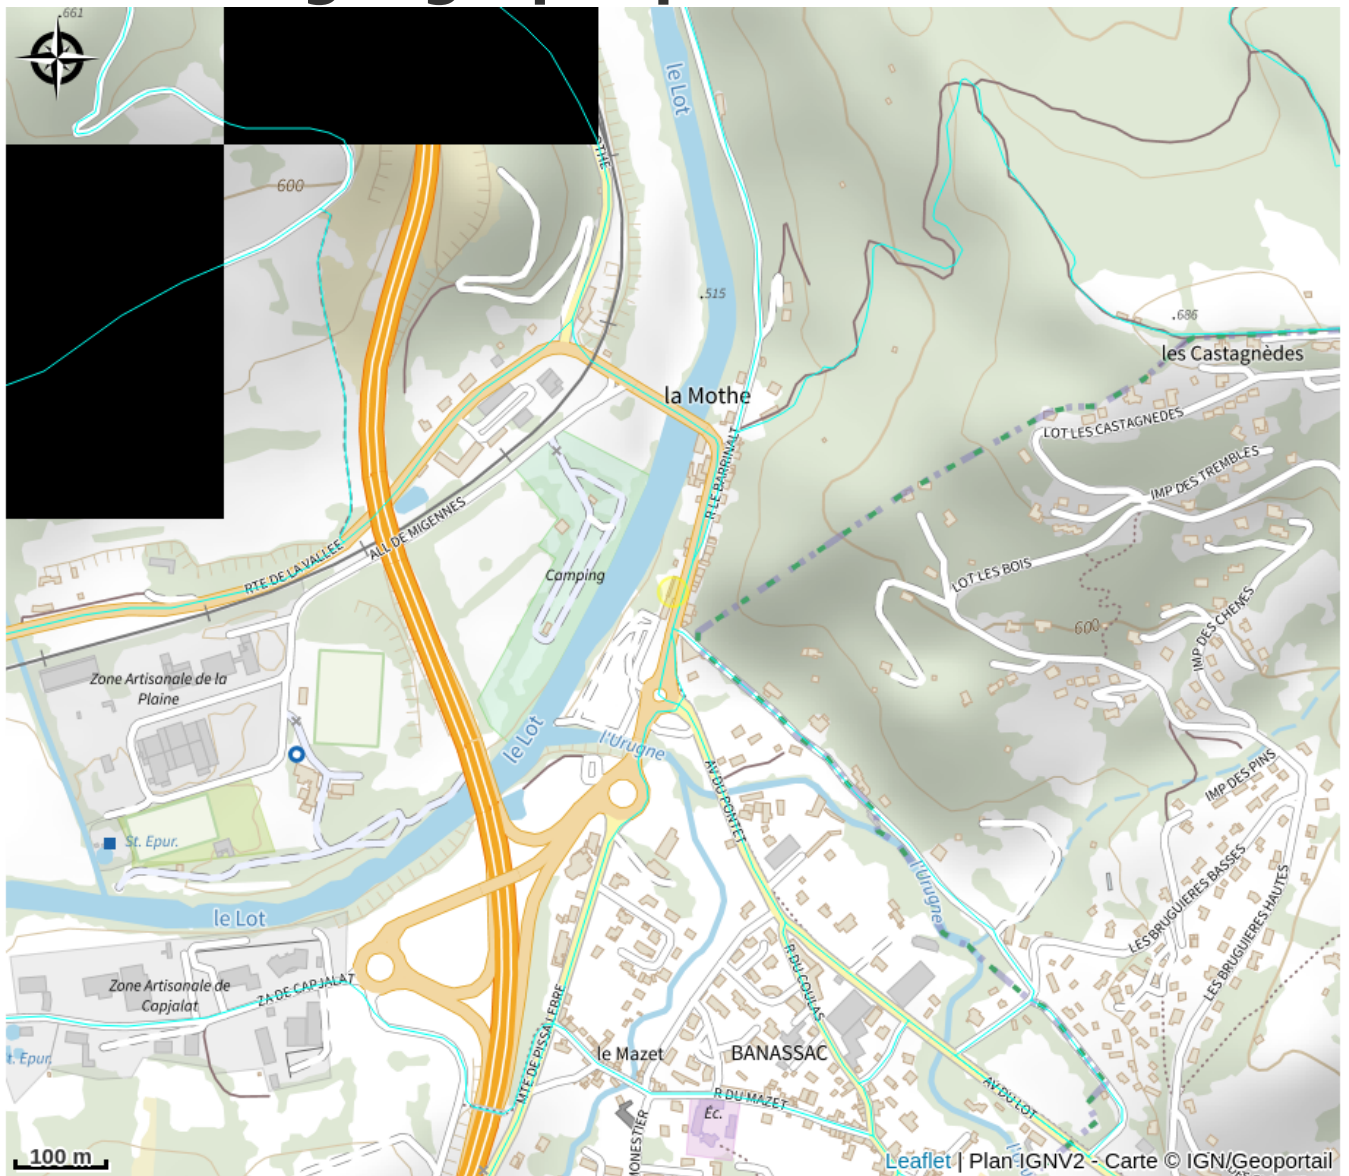 .661
le Lot
THE
600
.515
.686
les Castagnèdes
la Mothe
LOT LES CASTAGNEDES
R LE BARRINALT
IMP DES TREMBLES
ALL DE MIGENNES
RTE DE LA VALLEE
Camping
LOT LES BOIS
IMP DES CHENES
600
Zone Artisanale de la
Plaine
le Lot
l'Urugne
AV DU PONTET
IMP DES PINS
St. Epur.
l'Urugne
LES BRUGUIERES BASSES
LES BRUGUIERES HAUTES
le Lot
R DU COULAS
Zone Artisanale de
Capjalat
ZA DE CAPJALAT
MTE DE PISSALEBRE
t. Epur.
le Mazet
BANASSAC
R DU MAZET
AV DU LOT
Éc.
MONESTIER
100 m
Leaflet | Plan IGNV2 - Carte © IGN/Geoportail